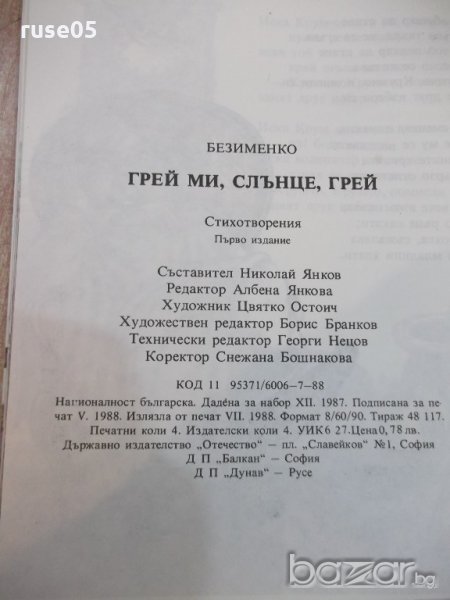 ruse05
БЕЗИМЕНКО
ГРЕЙ МИ, СЛЪНЦЕ, ГРЕЙ
Стихотворения
Първо издание
Съставител Николай Янков
Редактор Албена Янкова
Художник Цвятко Остоич
Художествен редактор Борис Бранков
Технически редактор Георги Нецов
Коректор Снежана Бошнакова
КОД 11 95371/6006–7–88
Националност българска. Дадена за набор XII. 1987. Подписана за пе-
чат V. 1988. Излязла от печат VII. 1988. Формат 8/60/90. Тираж 48 117.
Печатни коли 4. Издателски коли 4. УИК6 27.Цена0,78 лв.
Държавно издателство „Отечество“ – пл. „Славейков“ №1, София
Д П „Балкан“ – София
Д П „Дунав“ – Русе
bazar.bg